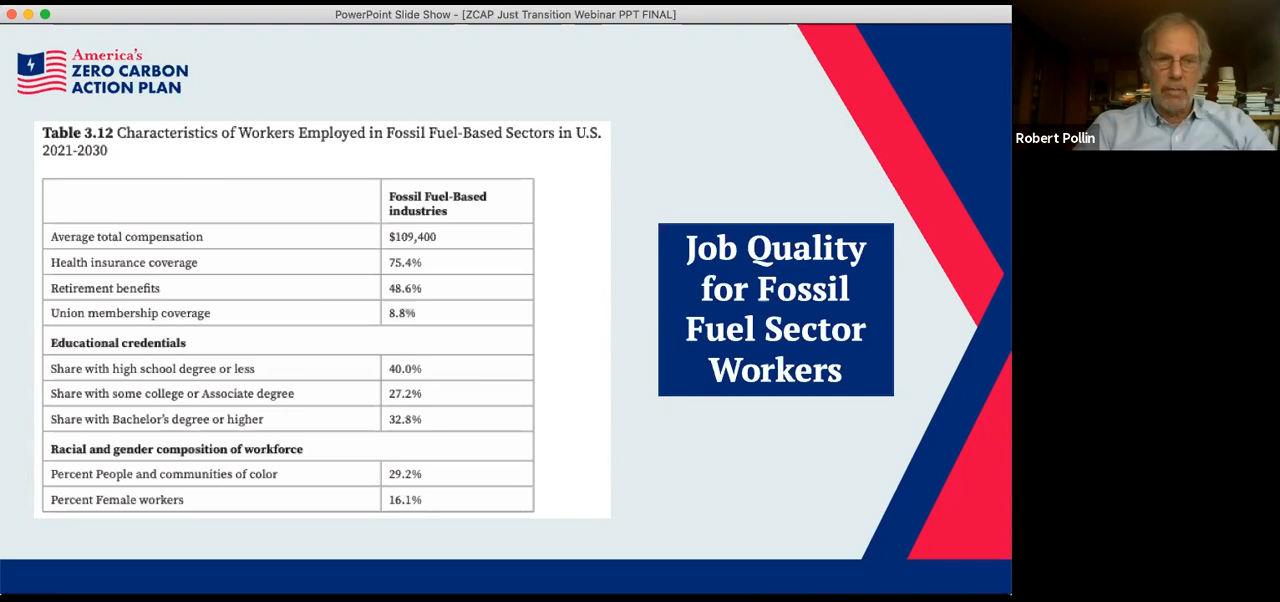 PowerPoint Slide Show - [ZCAP Just Transition Webinar PPT FINAL]
America's
ZERO CARBON
ACTION PLAN
Table 3.12 Characteristics of Workers Employed in Fossil Fuel-Based Sectors in U.S.
2021-2030
Fossil Fuel-Based
industries
Average total compensation $109,400
Health insurance coverage 75.4%
Retirement benefits 48.6%
Union membership coverage 8.8%
Educational credentials
Share with high school degree or less 40.0%
Share with some college or Associate degree 27.2%
Share with Bachelor's degree or higher 32.8%
Racial and gender composition of workforce
Percent People and communities of color 29.2%
Percent Female workers 16.1%
Job Quality
for Fossil
Fuel Sector
Workers
Robert Pollin